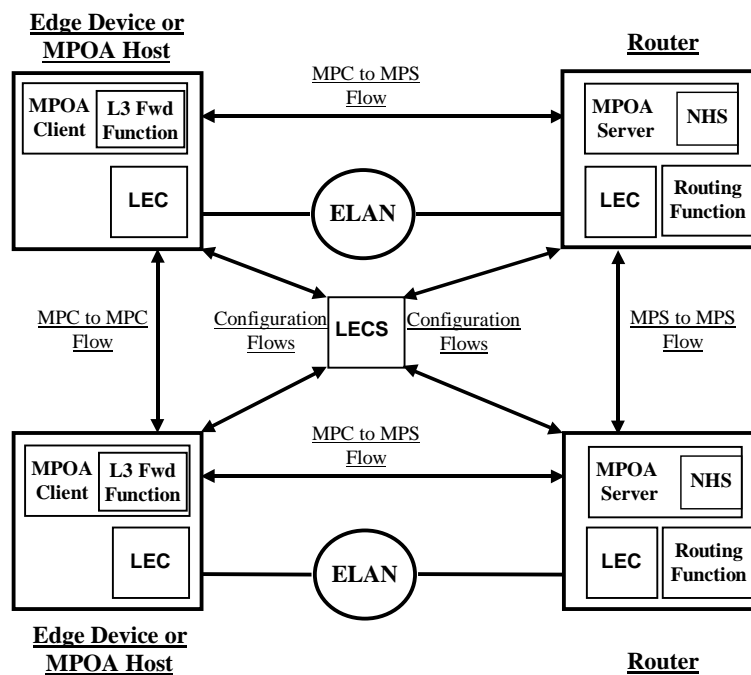 Edge Device or
MPOA Host
Router
MPC to MPS
Flow
MPOA
Client
L3 Fwd
Function
LEC
ELAN
MPOA
Server
NHS
LEC
Routing
Function
MPC to MPC
Flow
Configuration
Flows
LECS
Configuration
Flows
MPS to MPS
Flow
MPC to MPS
Flow
MPOA
Client
L3 Fwd
Function
LEC
ELAN
MPOA
Server
NHS
LEC
Routing
Function
Edge Device or
MPOA Host
Router